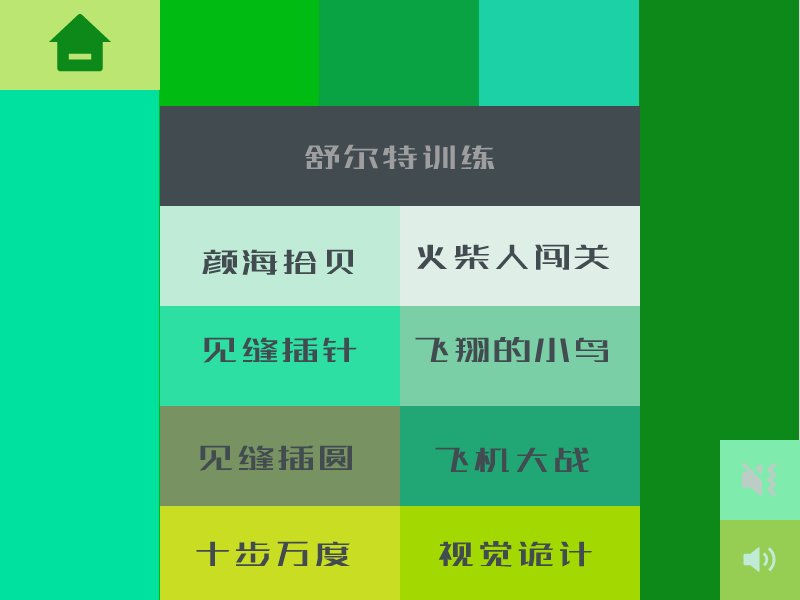 舒尔特训练
颜海拾贝
火柴人闯关
见缝插针
飞翔的小鸟
见缝插圆
飞机大战
十步万度
视觉诡计